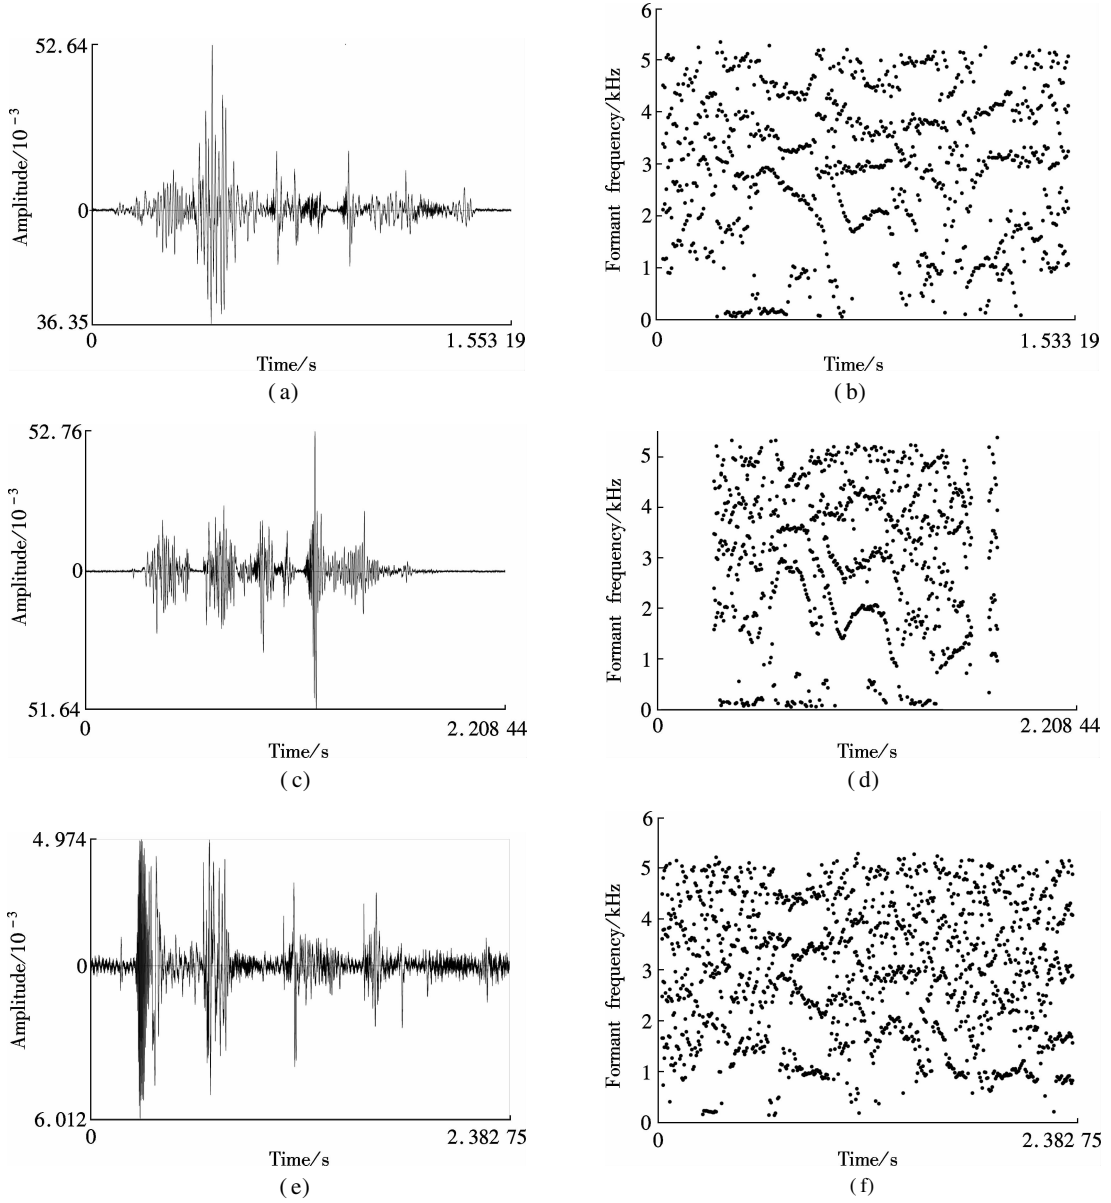 52.64
Amplitude/10⁻³
0
36.35
0
1.553 19
Time/s
(a)
6
5
4
3
2
1
0
Formant frequency/kHz
0
1.533 19
Time/s
(b)
52.76
Amplitude/10⁻³
0
51.64
0
2.208 44
Time/s
(c)
5
4
3
2
1
0
Formant frequency/kHz
0
2.208 44
Time/s
(d)
4.974
Amplitude/10⁻³
0
6.012
0
2.382 75
Time/s
(e)
6
5
4
3
2
1
0
Formant frequency/kHz
0
2.382 75
Time/s
(f)